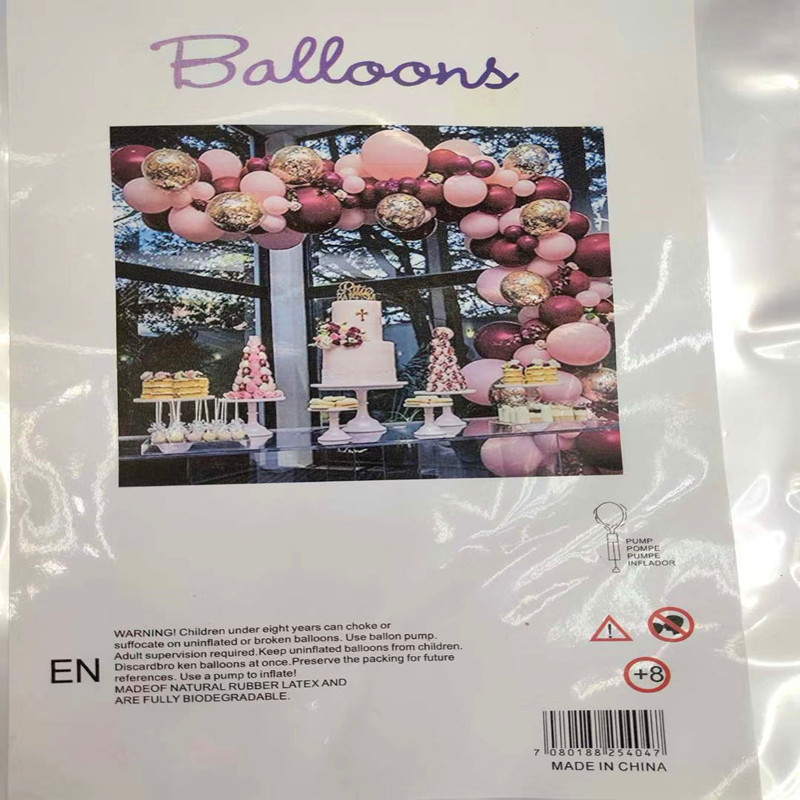 Balloons
PUMP
POMPE
PUMPE
INFLADOR
WARNING! Children under eight years can choke or
suffocate on uninflated or broken balloons. Use ballon pump.
Adult supervision required.Keep uninflated balloons from children.
Discardbro ken balloons at once.Preserve the packing for future
references. Use a pump to inflate!
MADEOF NATURAL RUBBER LATEX AND
ARE FULLY BIODEGRADABLE.
EN
+8
7 080188 254047
MADE IN CHINA